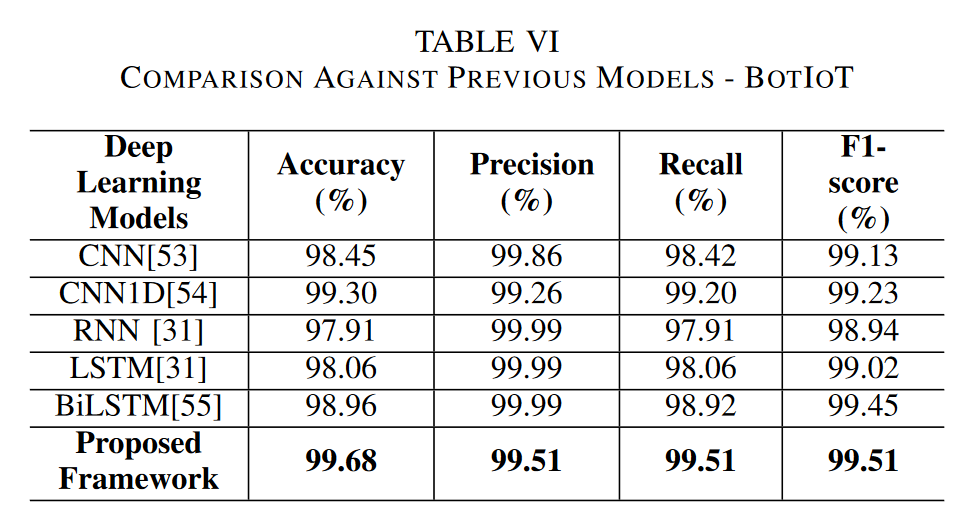 TABLE VI
COMPARISON AGAINST PREVIOUS MODELS - BOTIOT
Deep Learning Models | Accuracy (%) | Precision (%) | Recall (%) | F1-score (%)
CNN[53] | 98.45 | 99.86 | 98.42 | 99.13
CNN1D[54] | 99.30 | 99.26 | 99.20 | 99.23
RNN [31] | 97.91 | 99.99 | 97.91 | 98.94
LSTM[31] | 98.06 | 99.99 | 98.06 | 99.02
BiLSTM[55] | 98.96 | 99.99 | 98.92 | 99.45
Proposed Framework | 99.68 | 99.51 | 99.51 | 99.51